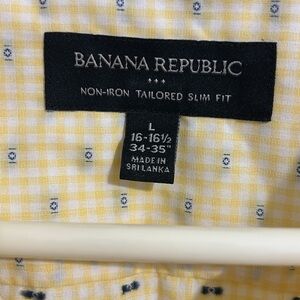 BANANA REPUBLIC
NON-IRON TAILORED SLIM FIT
L
16-16½
34-35"
MADE IN
SRI LANKA